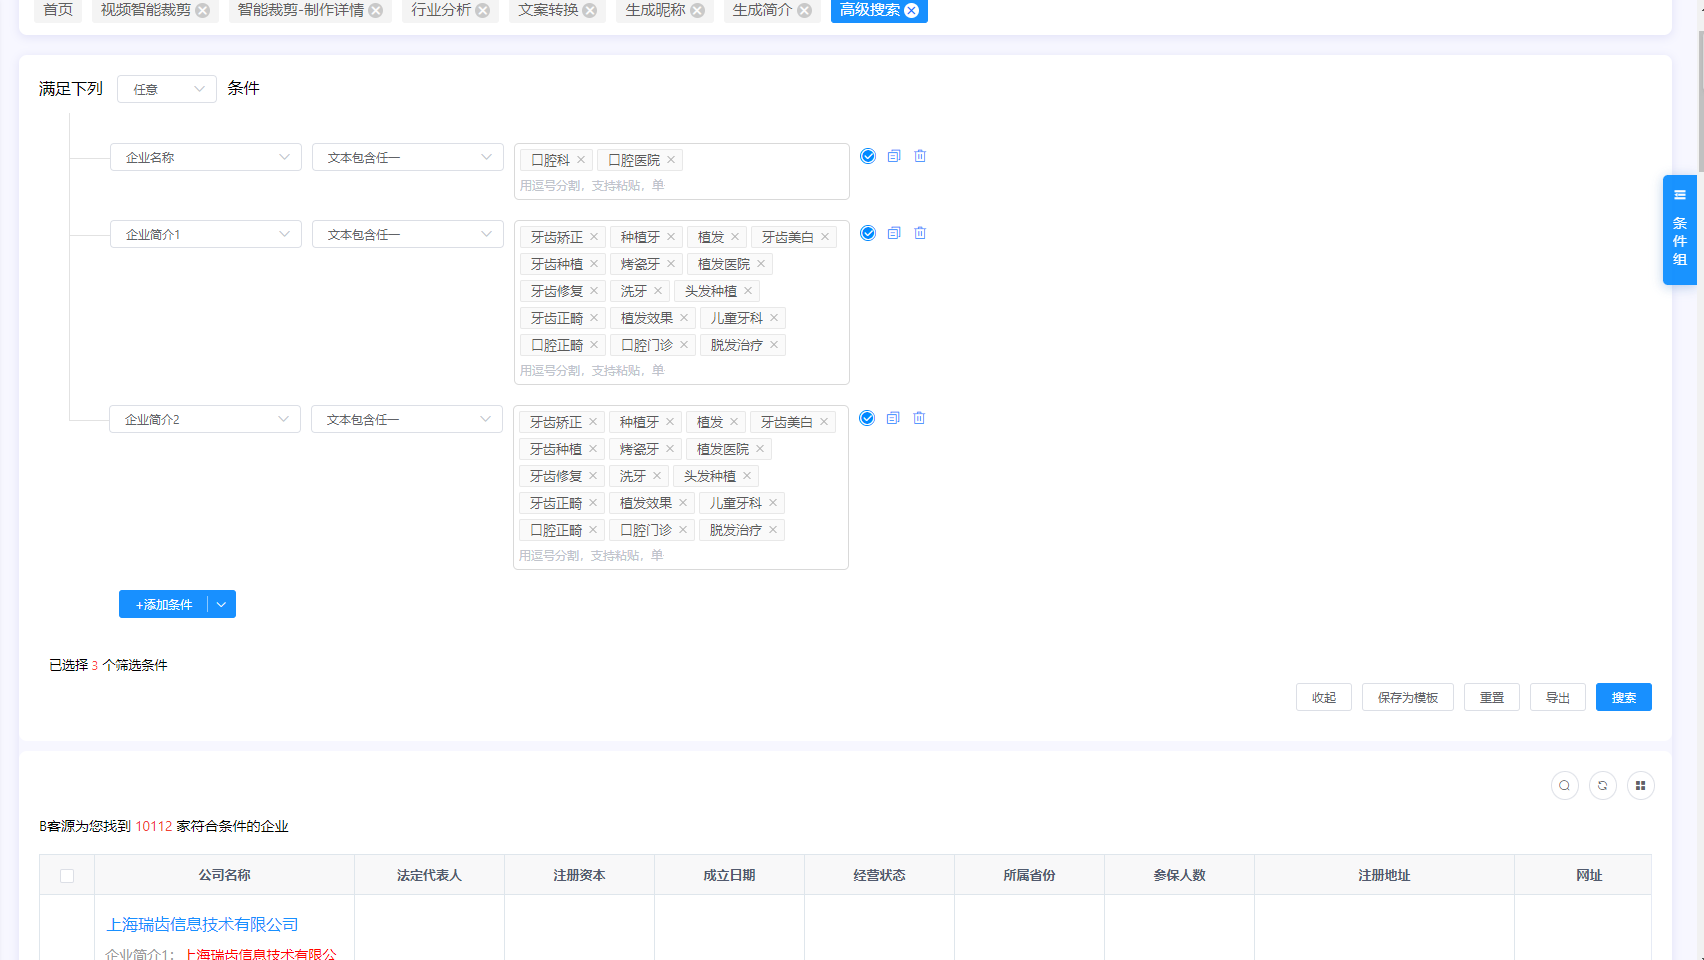 首页 视频智能裁剪 智能裁剪-制作详情 行业分析 文案转换 生成昵称 生成简介 高级搜索
满足下列 任意 条件
企业名称 文本包含任一 口腔科 口腔医院
用逗号分割，支持粘贴，单
企业简介1 文本包含任一 牙齿矫正 种植牙 植发 牙齿美白
牙齿种植 烤瓷牙 植发医院
牙齿修复 洗牙 头发种植
牙齿正畸 植发效果 儿童牙科
口腔正畸 口腔门诊 脱发治疗
用逗号分割，支持粘贴，单
企业简介2 文本包含任一 牙齿矫正 种植牙 植发 牙齿美白
牙齿种植 烤瓷牙 植发医院
牙齿修复 洗牙 头发种植
牙齿正畸 植发效果 儿童牙科
口腔正畸 口腔门诊 脱发治疗
用逗号分割，支持粘贴，单
条件组
+添加条件
已选择 3 个筛选条件
收起 保存为模板 重置 导出 搜索
B客源为您找到 10112 家符合条件的企业
公司名称 法定代表人 注册资本 成立日期 经营状态 所属省份 参保人数 注册地址 网址
上海瑞齿信息技术有限公司
企业简介1：上海瑞齿信息技术有限公